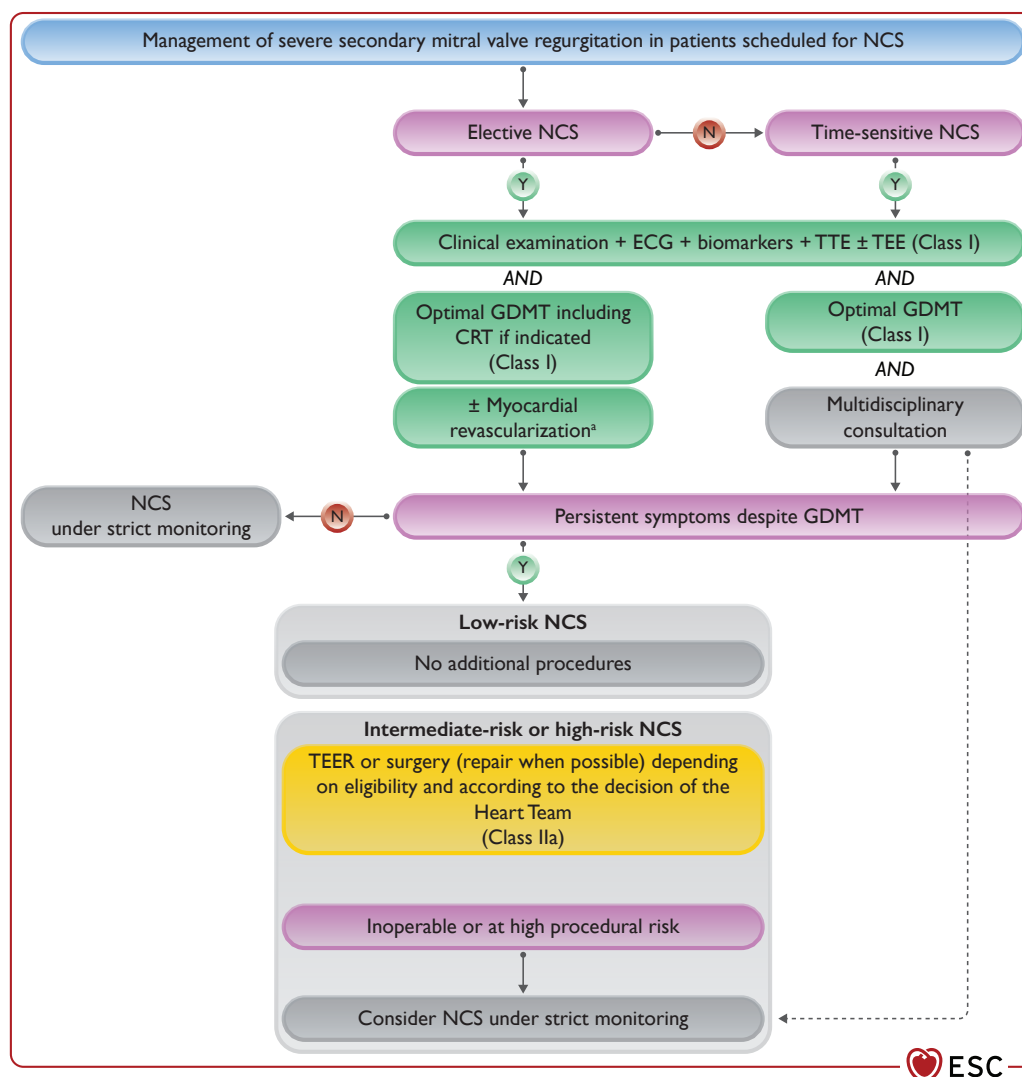 Management of severe secondary mitral valve regurgitation in patients scheduled for NCS
Elective NCS
N
Time-sensitive NCS
Y
Y
Clinical examination + ECG + biomarkers + TTE ± TEE (Class I)
AND
AND
Optimal GDMT including
CRT if indicated
(Class I)
Optimal GDMT
(Class I)
AND
± Myocardial
revascularizationᵃ
Multidisciplinary
consultation
NCS
under strict monitoring
N
Persistent symptoms despite GDMT
Y
Low-risk NCS
No additional procedures
Intermediate-risk or high-risk NCS
TEER or surgery (repair when possible) depending
on eligibility and according to the decision of the
Heart Team
(Class IIa)
Inoperable or at high procedural risk
Consider NCS under strict monitoring
ESC